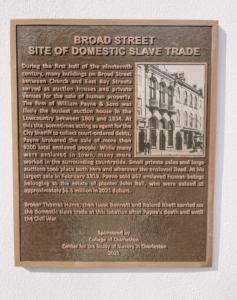 BROAD STREET
SITE OF DOMESTIC SLAVE TRADE
During the first half of the nineteenth
century, many buildings on Broad Street
between Church and East Bay Streets
served as auction houses and private
venues for the sale of human property.
The firm of William Payne & Sons was
likely the busiest auction house in the
Lowcountry between 1803 and 1834. At
this site, sometimes acting as agent for the
City Sheriff to collect court-ordered debts,
Payne brokered the sale of more than
9200 local enslaved people. While many
were enslaved in town, many more
worked in the surrounding countryside. Small private sales and large
auctions took place both here and wherever the enslaved lived. At his
largest sale in February 1819, Payne sold 367 enslaved human beings
belonging to the estate of planter John Ball, who were valued at
approximately in 2021 dollars.
Broker Thomas then Isaac Bennett and Roland Rhett carried on
the domestic slave trade at this location after Payne's death and until
the Civil War.
Sponsored by
College of Charleston
Center for the Study of Slavery in Charleston
2021